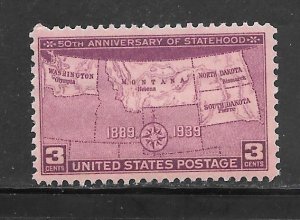 50TH ANNIVERSARY OF STATEHOOD
WASHINGTON
Olympia
MONTANA
Helena
NORTH DAKOTA
Bismarck
SOUTH DAKOTA
Pierre
1889 1939
3 CENTS UNITED STATES POSTAGE 3 CENTS